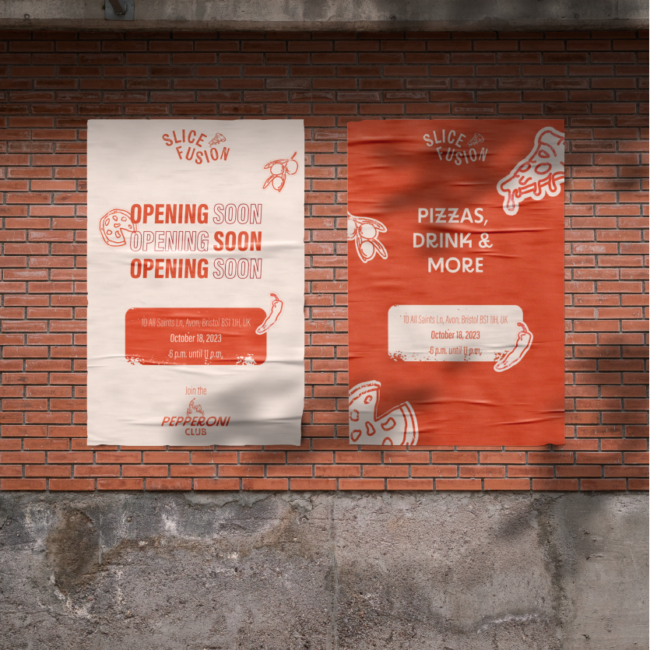 SLICE
FUSION
OPENING SOON
OPENING SOON
OPENING SOON
10 All Saints Ln, Avon, Bristol BS1 1JH, UK
October 18, 2023
6 p.m. until 11 p.m.
Join the
PEPPERONI
CLUB
SLICE
FUSION
PIZZAS,
DRINK &
MORE
10 All Saints Ln, Avon, Bristol BS1 1JH, UK
October 18, 2023
6 p.m. until 11 p.m.